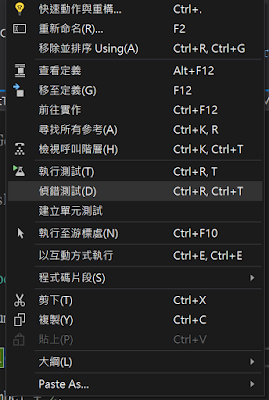 快速動作與重構... Ctrl+.
重新命名(R)... F2
移除並排序 Using(A) Ctrl+R, Ctrl+G
查看定義 Alt+F12
移至定義(G) F12
前往實作 Ctrl+F12
尋找所有參考(A) Ctrl+K, R
檢視呼叫階層(H) Ctrl+K, Ctrl+T
執行測試(T) Ctrl+R, T
偵錯測試(D) Ctrl+R, Ctrl+T
建立單元測試
執行至游標處(N) Ctrl+F10
以互動方式執行 Ctrl+E, Ctrl+E
程式碼片段(S)
剪下(T) Ctrl+X
複製(Y) Ctrl+C
貼上(P) Ctrl+V
大綱(L)
Paste As...